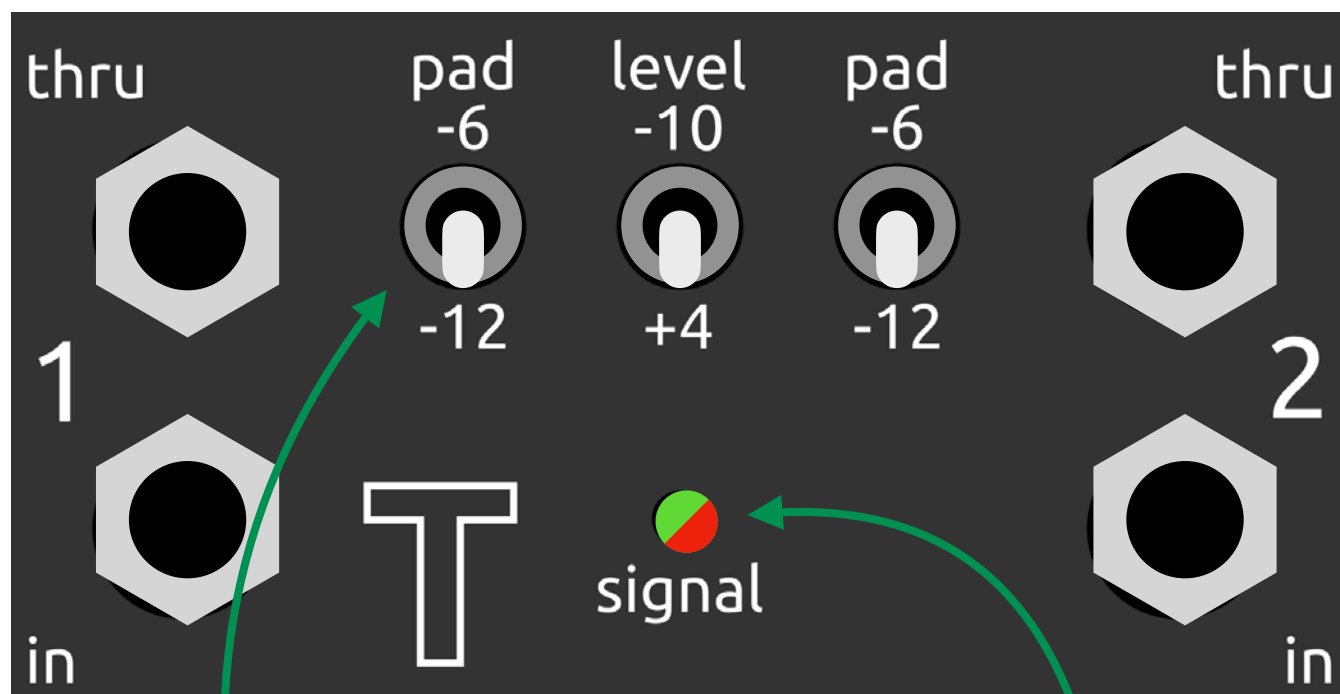 thru pad level pad thru
-6 -10 -6
-12 +4 -12
1 2
T
signal
in in